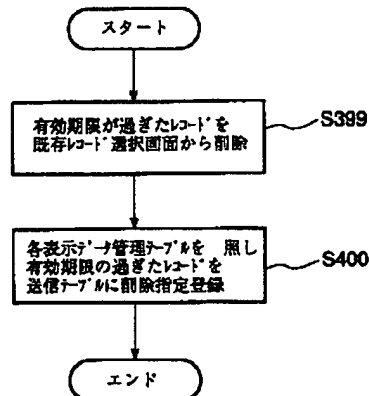 スタート
有効期限が過ぎたﾚｺｰﾄﾞを
既存ﾚｺｰﾄﾞ選択画面から削除
S399
各表示ﾃﾞｰﾀ管理ﾃｰﾌﾞﾙを 照し
有効期限の過ぎたﾚｺｰﾄﾞを
送信ﾃｰﾌﾞﾙに削除指定登録
S400
エンド